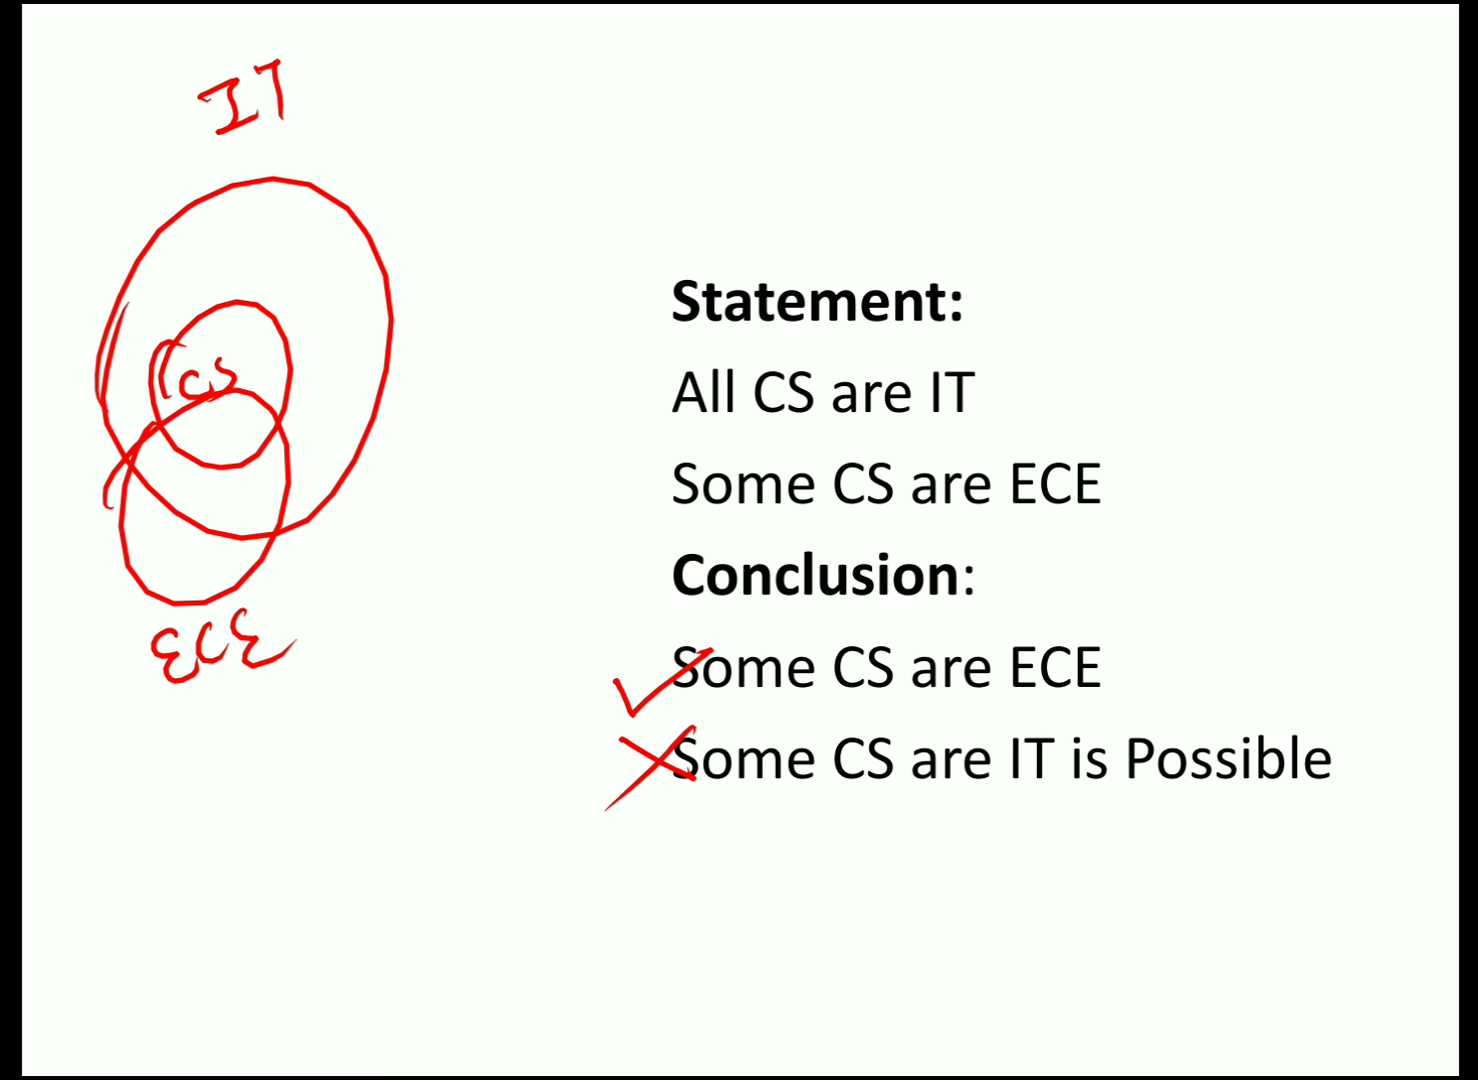 IT
CS
ECE
Statement:
All CS are IT
Some CS are ECE
Conclusion:
Some CS are ECE
Some CS are IT is Possible